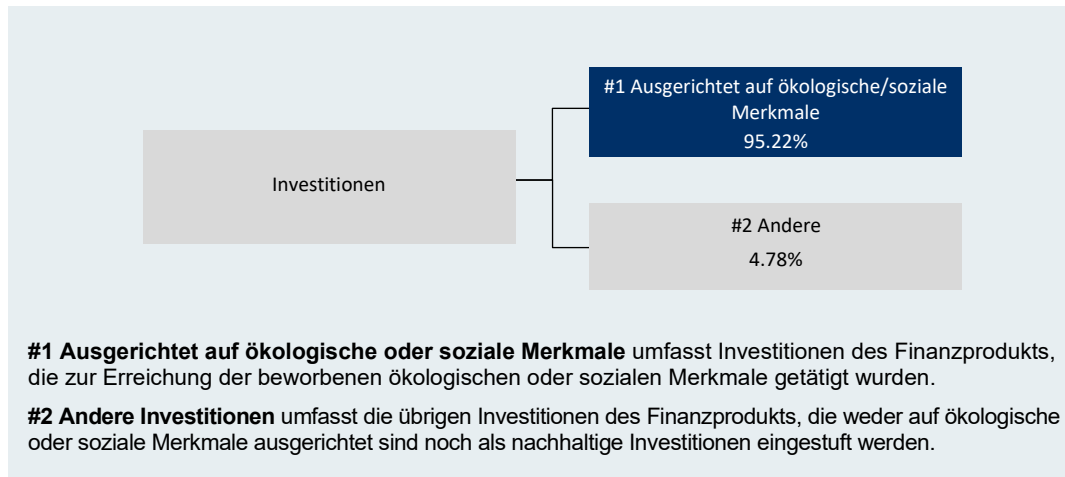 #1 Ausgerichtet auf ökologische/soziale
Merkmale
95.22%
Investitionen
#2 Andere
4.78%
#1 Ausgerichtet auf ökologische oder soziale Merkmale umfasst Investitionen des Finanzprodukts,
die zur Erreichung der beworbenen ökologischen oder sozialen Merkmale getätigt wurden.
#2 Andere Investitionen umfasst die übrigen Investitionen des Finanzprodukts, die weder auf ökologische
oder soziale Merkmale ausgerichtet sind noch als nachhaltige Investitionen eingestuft werden.